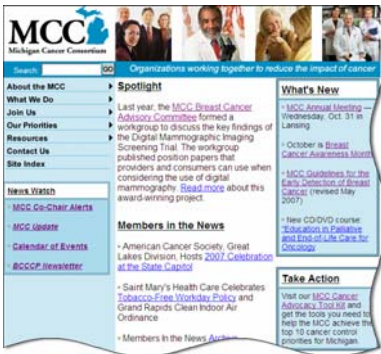 MCC
Michigan Cancer Consortium
Search:
GO
Organizations working together to reduce the impact of cancer
About the MCC
What We Do
Join Us
Our Priorities
Resources
Contact Us
Site Index
News Watch
MCC Co-Chair Alerts
MCC Update
Calendar of Events
BCCCP Newsletter
Spotlight
Last year, the MCC Breast Cancer
Advisory Committee formed a
workgroup to discuss the key findings of
the Digital Mammographic Imaging
Screening Trial. The workgroup
published position papers that
providers and consumers can use when
considering the use of digital
mammography. Read more about this
award-winning project.
Members in the News
• American Cancer Society, Great
Lakes Division, Hosts 2007 Celebration
at the State Capitol
• Saint Mary's Health Care Celebrates
Tobacco-Free Workday Policy and
Grand Rapids Clean Indoor Air
Ordinance
• Members In the News Archive
What's New
• MCC Annual Meeting —
Wednesday, Oct. 31 in
Lansing
• October is Breast
Cancer Awareness Month
• MCC Guidelines for the
Early Detection of Breast
Cancer (revised May
2007)
• New CD/DVD course:
"Education in Palliative
and End-of-Life Care for
Oncology
Take Action
Visit our MCC Cancer
Advocacy Tool Kit and
get the tools you need to
help the MCC achieve the
top 10 cancer control
priorities for Michigan.